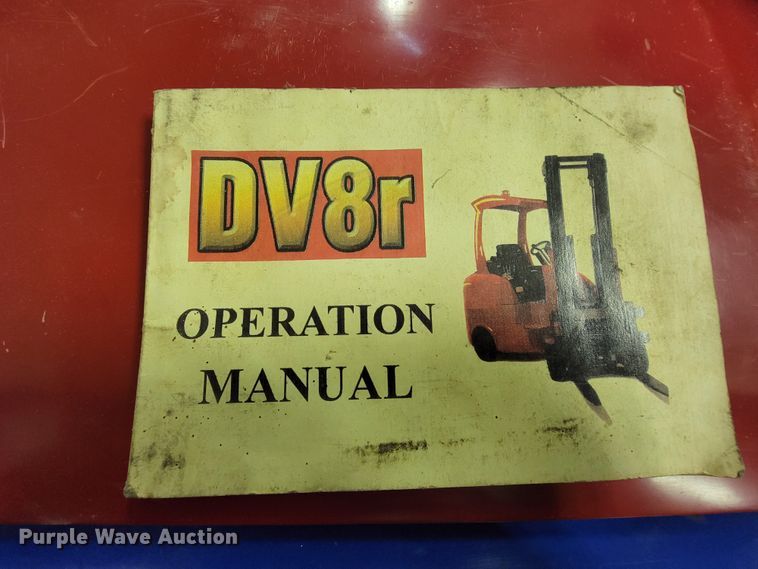 DV8r
OPERATION
MANUAL
Purple Wave Auction